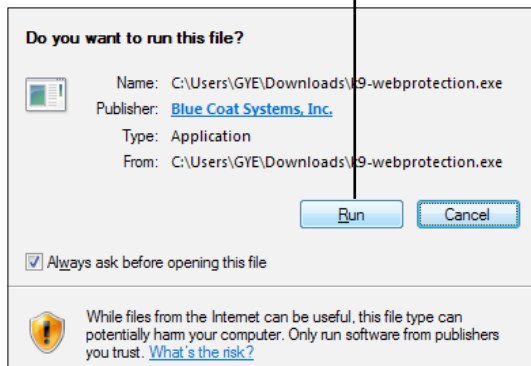 Do you want to run this file?
Name: C:\Users\GYE\Downloads\k9-webprotection.exe
Publisher: Blue Coat Systems, Inc.
Type: Application
From: C:\Users\GYE\Downloads\k9-webprotection.exe
Run Cancel
Always ask before opening this file
While files from the Internet can be useful, this file type can
potentially harm your computer. Only run software from publishers
you trust. What's the risk?